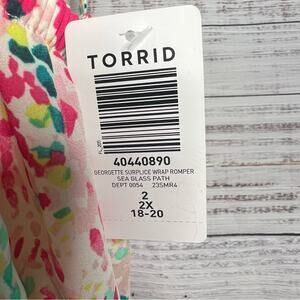 TORRID
40440890
GEORGETTE SURPLICE WRAP ROMPER
SEA GLASS PATH
DEPT 0054 23SMR4
2
2X
18-20